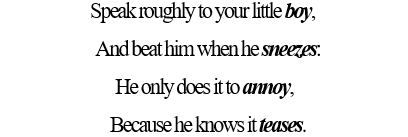 Speak roughly to your little boy,
And beat him when he sneezes:
He only does it to annoy,
Because he knows it teases.